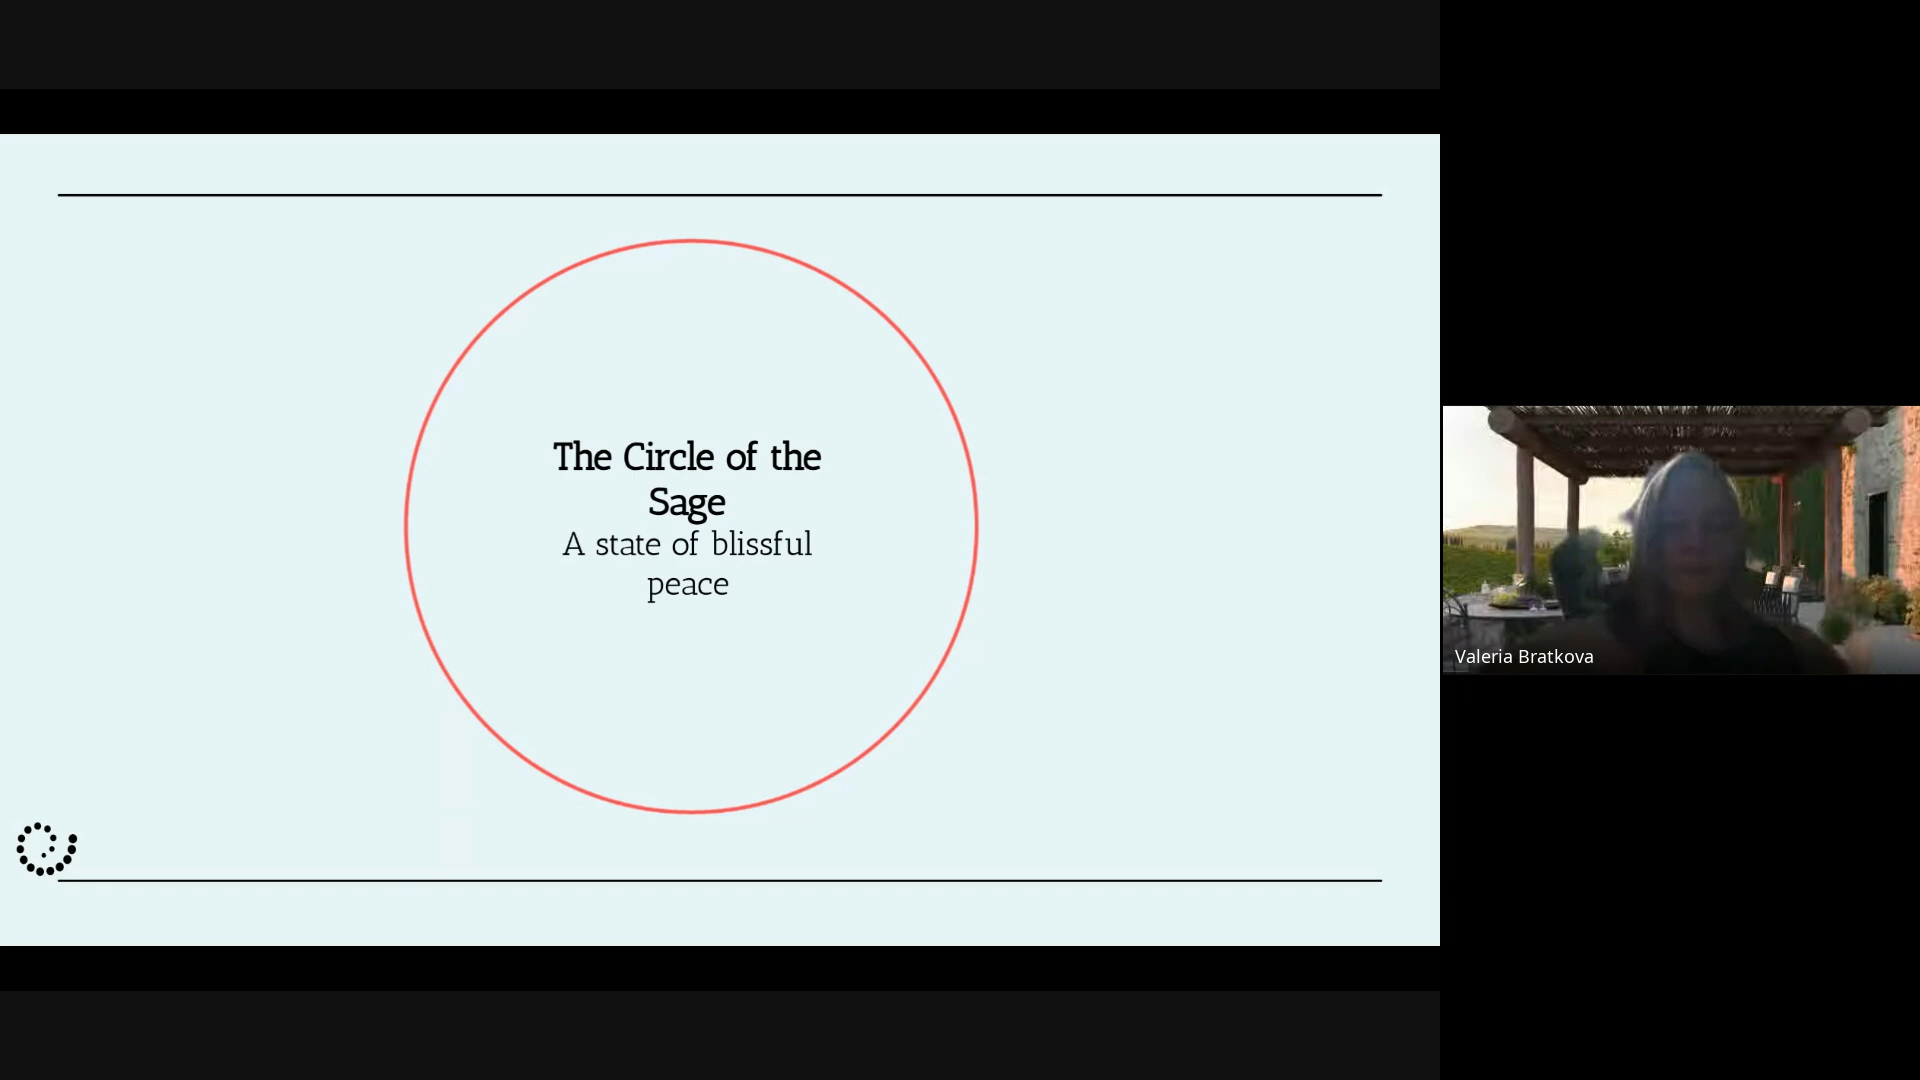 The Circle of the
Sage
A state of blissful
peace
Valeria Bratkova